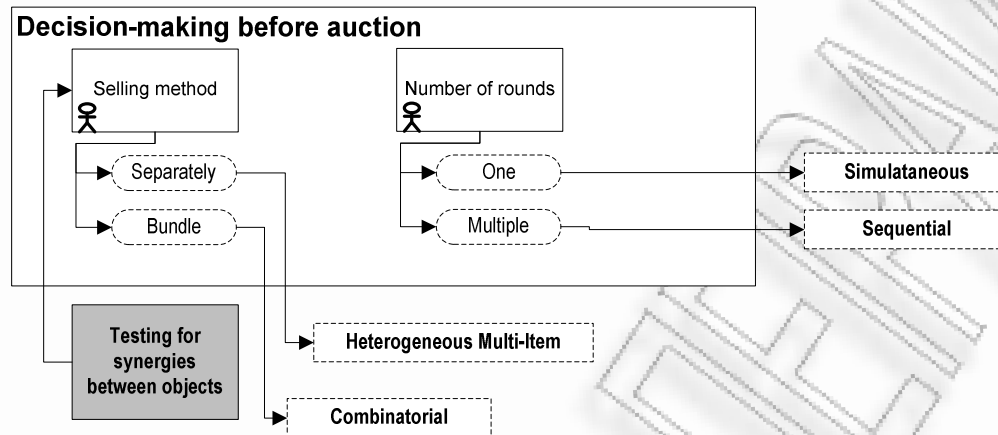 Decision-making before auction
Selling method
Number of rounds
Separately
One
Simulataneous
Bundle
Multiple
Sequential
Testing for
synergies
between objects
Heterogeneous Multi-Item
Combinatorial